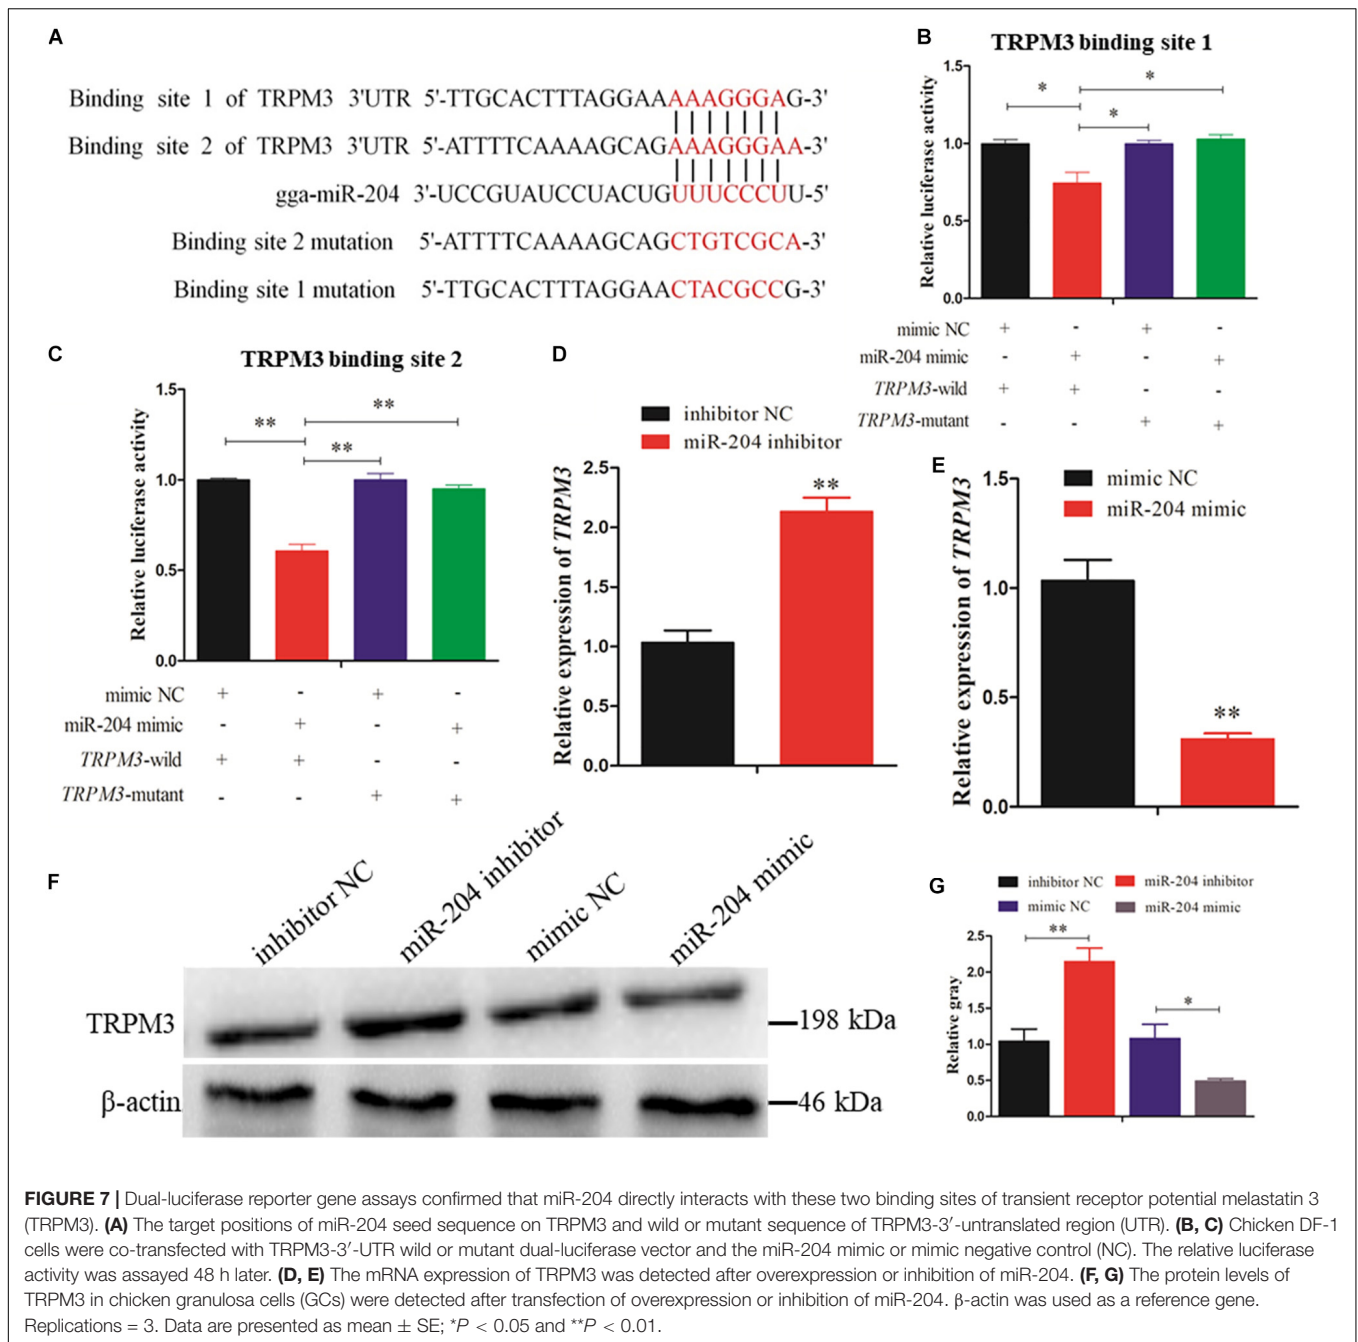 A
Binding site 1 of TRPM3 3'UTR 5'-TTGCACTTTAGGAAAAAGGGAG-3'
Binding site 2 of TRPM3 3'UTR 5'-ATTTTCAAAAGCAGAAAGGGAA-3'
gga-miR-204 3'-UCCGUAUCCUACUGUUUCCCUU-5'
Binding site 2 mutation 5'-ATTTTCAAAAGCAGCTGTCGCA-3'
Binding site 1 mutation 5'-TTGCACTTTAGGAACTACGCCG-3'
B
TRPM3 binding site 1
Relative luciferase activity
1.5
1.0
0.5
0.0
* * *
mimic NC + - + -
miR-204 mimic - + - +
TRPM3-wild + + - -
TRPM3-mutant - - + +
C
TRPM3 binding site 2
Relative luciferase activity
1.5
1.0
0.5
0.0
** ** **
mimic NC + - + -
miR-204 mimic - + - +
TRPM3-wild + + - -
TRPM3-mutant - - + +
D
inhibitor NC
miR-204 inhibitor
Relative expression of TRPM3
2.5
2.0
1.5
1.0
0.5
0.0
**
E
mimic NC
miR-204 mimic
Relative expression of TRPM3
1.5
1.0
0.5
0.0
**
F
inhibitor NC
miR-204 inhibitor
mimic NC
miR-204 mimic
TRPM3
198 kDa
β-actin
46 kDa
G
inhibitor NC
miR-204 inhibitor
mimic NC
miR-204 mimic
Relative gray
2.5
2.0
1.5
1.0
0.5
0.0
** *
FIGURE 7 | Dual-luciferase reporter gene assays confirmed that miR-204 directly interacts with these two binding sites of transient receptor potential melastatin 3
(TRPM3). (A) The target positions of miR-204 seed sequence on TRPM3 and wild or mutant sequence of TRPM3-3′-untranslated region (UTR). (B, C) Chicken DF-1
cells were co-transfected with TRPM3-3′-UTR wild or mutant dual-luciferase vector and the miR-204 mimic or mimic negative control (NC). The relative luciferase
activity was assayed 48 h later. (D, E) The mRNA expression of TRPM3 was detected after overexpression or inhibition of miR-204. (F, G) The protein levels of
TRPM3 in chicken granulosa cells (GCs) were detected after transfection of overexpression or inhibition of miR-204. β-actin was used as a reference gene.
Replications = 3. Data are presented as mean ± SE; *P < 0.05 and **P < 0.01.